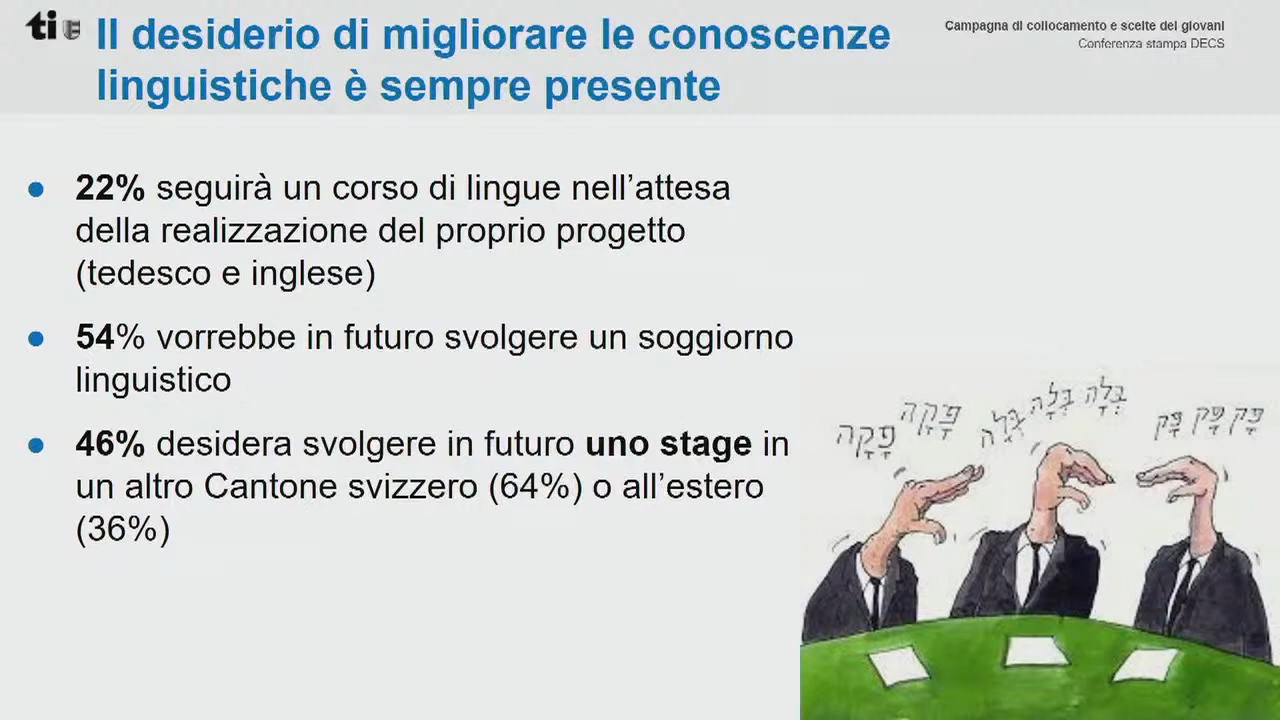 ti
Il desiderio di migliorare le conoscenze
linguistiche è sempre presente
Campagna di collocamento e scelte dei giovani
Conferenza stampa DECS
22% seguirà un corso di lingue nell’attesa
della realizzazione del proprio progetto
(tedesco e inglese)
54% vorrebbe in futuro svolgere un soggiorno
linguistico
46% desidera svolgere in futuro uno stage in
un altro Cantone svizzero (64%) o all’estero
(36%)
פָקָה פָּקָה
בְּלָה בְּלָה בְּלָה
פָּק פָּק פָּק